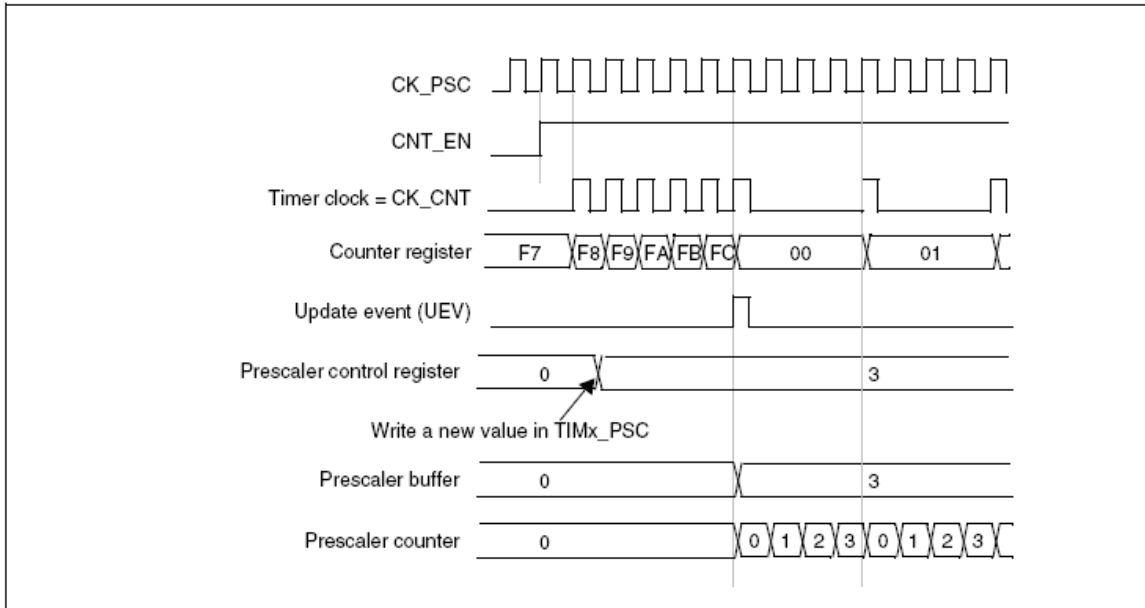 CK_PSC
CNT_EN
Timer clock = CK_CNT
Counter register F7 F8 F9 FA FB FC 00 01
Update event (UEV)
Prescaler control register 0 3
Write a new value in TIMx_PSC
Prescaler buffer 0 3
Prescaler counter 0 0 1 2 3 0 1 2 3